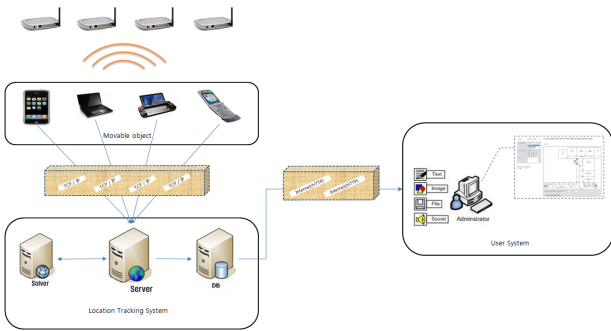 Movable object
TCP / IP
TCP / IP
TCP / IP
TCP / IP
Internet(HTTP)
Internet(HTTP)
Text
Image
File
Sound
Adminstrator
User System
Solver
Server
DB
Location Tracking System